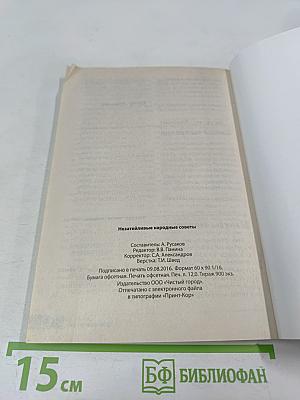 Незатейливые народные советы
Составитель: А. Русаков
Редактор: В.В. Панина
Корректор: С.А. Александров
Верстка: Т.И. Швед
Подписано в печать 09.08.2016. Формат 60 х 90 1/16.
Бумага офсетная. Печать офсетная. Печ. л. 12,0. Тираж 900 экз.
Издательство ООО «Чистый город».
Отпечатано с электронного файла
в типографии «Принт-Кор»
15 см
БФ БИБЛИОФАН